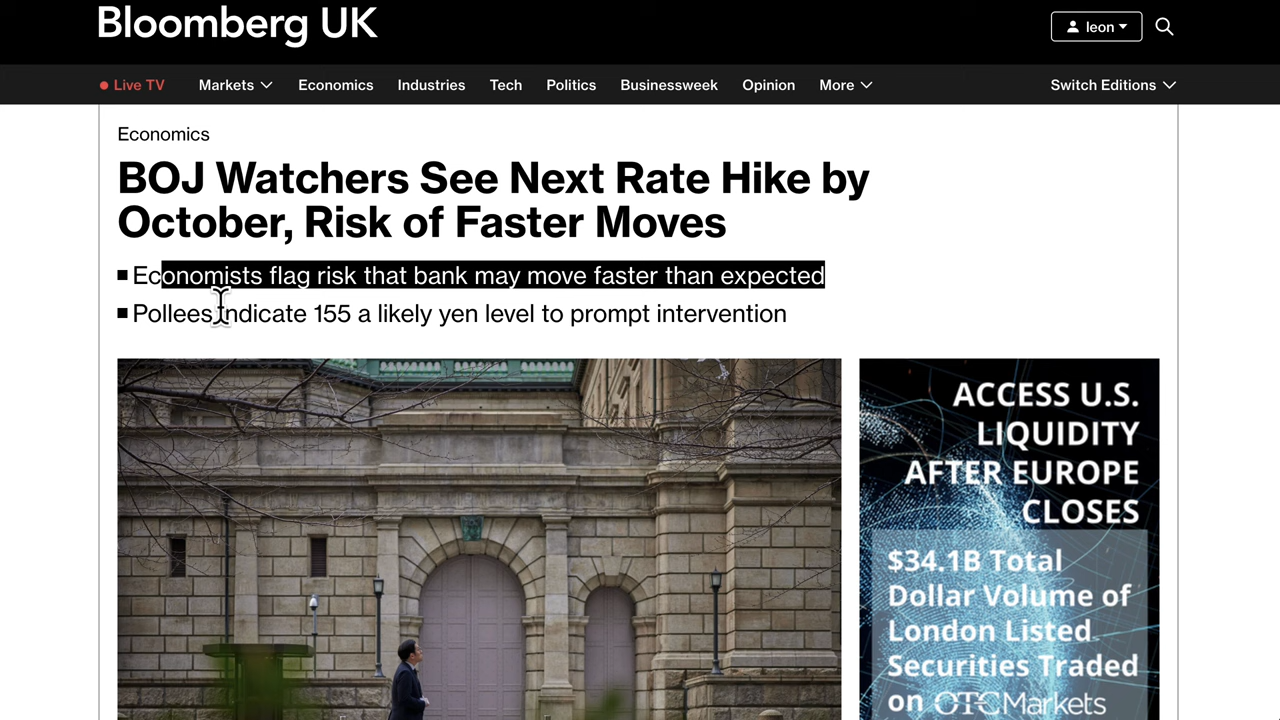 Bloomberg UK
leon
Live TV Markets Economics Industries Tech Politics Businessweek Opinion More Switch Editions
Economics
BOJ Watchers See Next Rate Hike by
October, Risk of Faster Moves
Economists flag risk that bank may move faster than expected
Pollees indicate 155 a likely yen level to prompt intervention
ACCESS U.S.
LIQUIDITY
AFTER EUROPE
CLOSES
$34.1B Total
Dollar Volume of
London Listed
Securities Traded
on OTC Markets